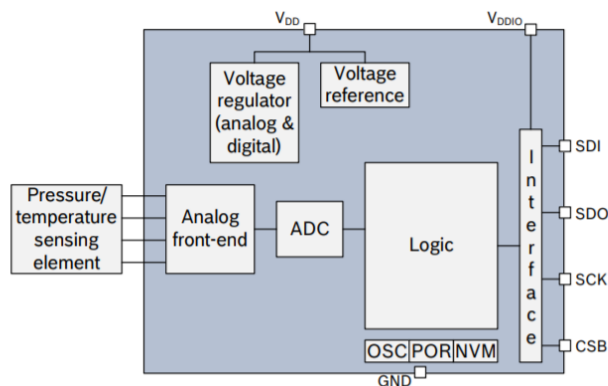 VDD
VDDIO
Voltage
regulator
(analog &
digital)
Voltage
reference
Interface
SDI
SDO
SCK
CSB
Pressure/
temperature
sensing
element
Analog
front-end
ADC
Logic
OSC POR NVM
GND